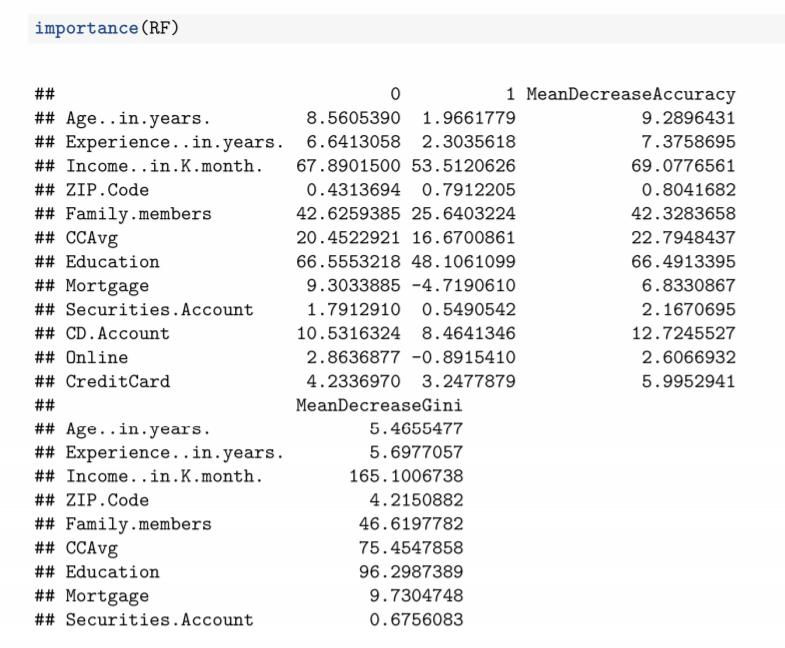 importance(RF)
## 0 1 MeanDecreaseAccuracy
## Age..in.years. 8.5605390 1.9661779 9.2896431
## Experience..in.years. 6.6413058 2.3035618 7.3758695
## Income..in.K.month. 67.8901500 53.5120626 69.0776561
## ZIP.Code 0.4313694 0.7912205 0.8041682
## Family.members 42.6259385 25.6403224 42.3283658
## CCAvg 20.4522921 16.6700861 22.7948437
## Education 66.5553218 48.1061099 66.4913395
## Mortgage 9.3033885 -4.7190610 6.8330867
## Securities.Account 1.7912910 0.5490542 2.1670695
## CD.Account 10.5316324 8.4641346 12.7245527
## Online 2.8636877 -0.8915410 2.6066932
## CreditCard 4.2336970 3.2477879 5.9952941
## MeanDecreaseGini
## Age..in.years. 5.4655477
## Experience..in.years. 5.6977057
## Income..in.K.month. 165.1006738
## ZIP.Code 4.2150882
## Family.members 46.6197782
## CCAvg 75.4547858
## Education 96.2987389
## Mortgage 9.7304748
## Securities.Account 0.6756083